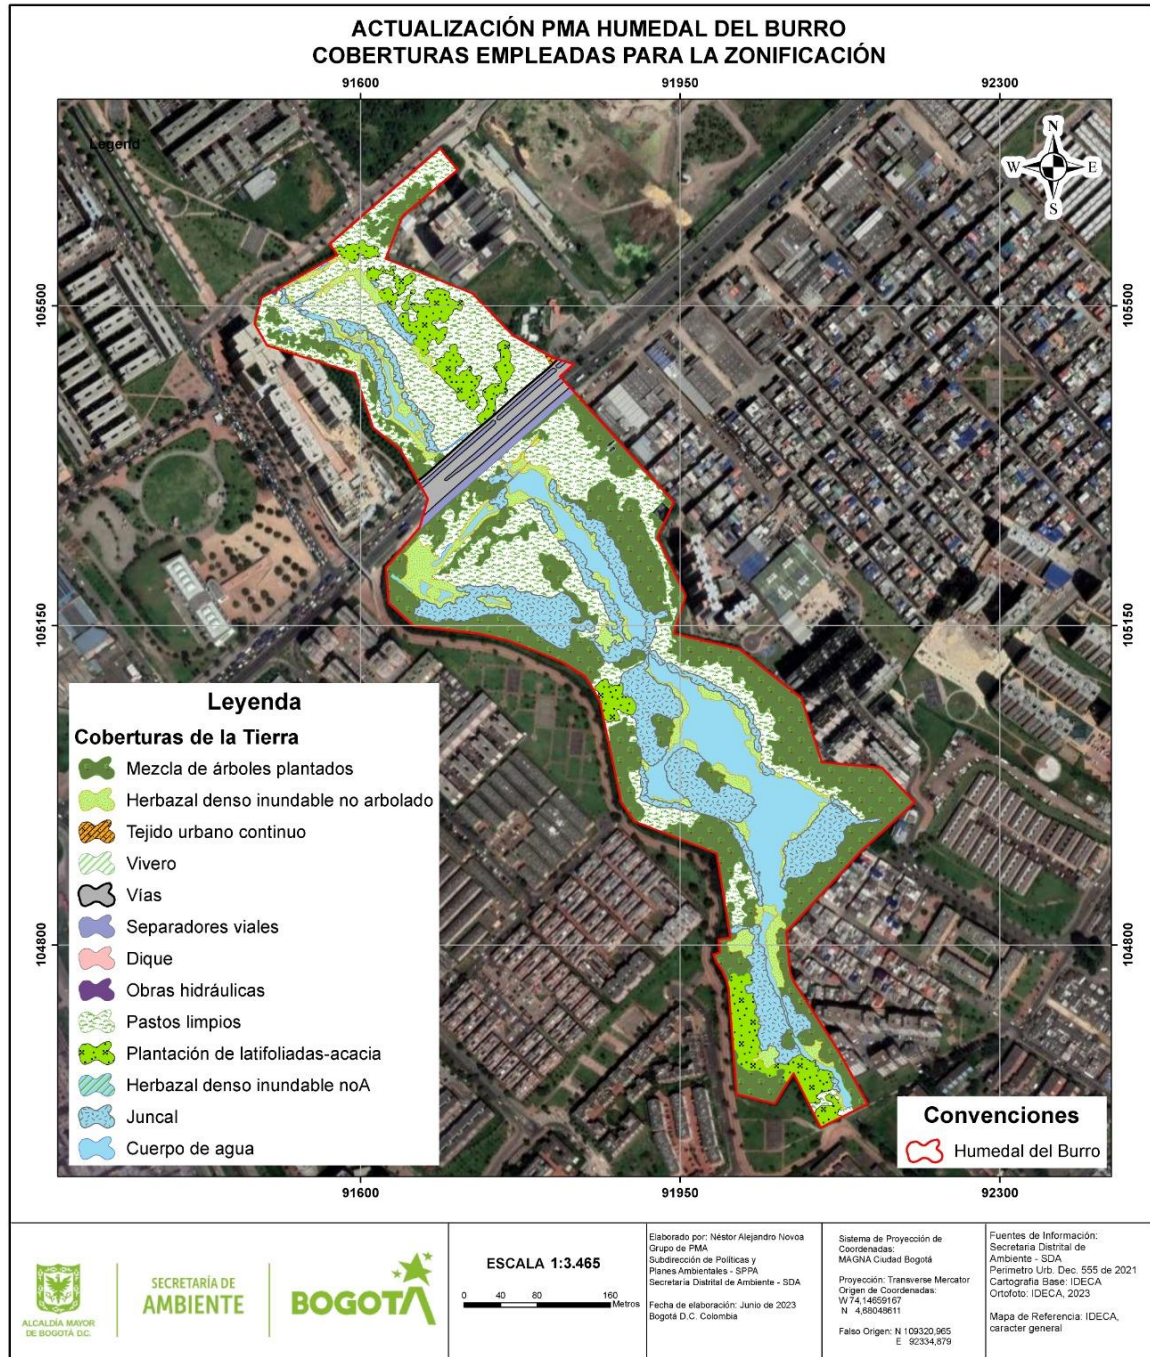 ACTUALIZACIÓN PMA HUMEDAL DEL BURRO
COBERTURAS EMPLEADAS PARA LA ZONIFICACIÓN
91600
91950
92300
Legend
N
W
E
S
105500
105500
105150
105150
104800
104800
Leyenda
Coberturas de la Tierra
Mezcla de árboles plantados
Herbazal denso inundable no arbolado
Tejido urbano continuo
Vivero
Vías
Separadores viales
Dique
Obras hidráulicas
Pastos limpios
Plantación de latifoliadas-acacia
Herbazal denso inundable noA
Juncal
Cuerpo de agua
Convenciones
Humedal del Burro
91600
91950
92300
ALCALDÍA MAYOR
DE BOGOTÁ D.C.
SECRETARÍA DE
AMBIENTE
BOGOTÁ
ESCALA 1:3.465
0
40
80
160
Metros
Elaborado por: Néstor Alejandro Novoa
Grupo de PMA
Subdirección de Políticas y
Planes Ambientales - SPPA
Secretaria Distrital de Ambiente - SDA
Fecha de elaboración: Junio de 2023
Bogotá D.C. Colombia
Sistema de Proyección de
Coordenadas:
MAGNA Ciudad Bogotá
Proyección: Transverse Mercator
Origen de Coordenadas:
W 74,14659167
N 4,68048611
Falso Origen: N 109320,965
E 92334,879
Fuentes de Información:
Secretaria Distrital de
Ambiente - SDA
Perimetro Urb. Dec. 555 de 2021
Cartografia Base: IDECA
Ortofoto: IDECA, 2023
Mapa de Referencia: IDECA,
caracter general